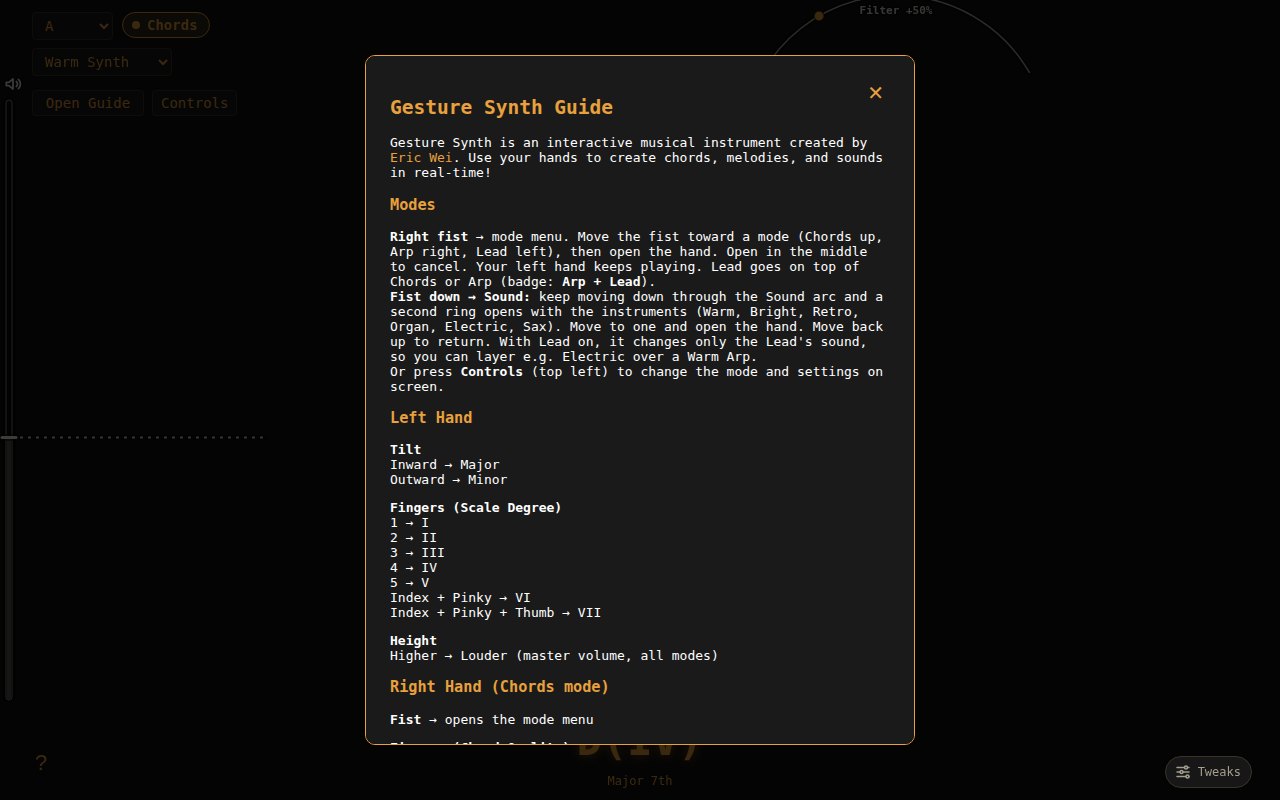 A
Chords
Filter +50%
Warm Synth
Open Guide
Controls
Gesture Synth Guide
Gesture Synth is an interactive musical instrument created by
Eric Wei. Use your hands to create chords, melodies, and sounds
in real-time!
Modes
Right fist → mode menu. Move the fist toward a mode (Chords up,
Arp right, Lead left), then open the hand. Open in the middle
to cancel. Your left hand keeps playing. Lead goes on top of
Chords or Arp (badge: Arp + Lead).
Fist down → Sound: keep moving down through the Sound arc and a
second ring opens with the instruments (Warm, Bright, Retro,
Organ, Electric, Sax). Move to one and open the hand. Move back
up to return. With Lead on, it changes only the Lead's sound,
so you can layer e.g. Electric over a Warm Arp.
Or press Controls (top left) to change the mode and settings on
screen.
Left Hand
Tilt
Inward → Major
Outward → Minor
Fingers (Scale Degree)
1 → I
2 → II
3 → III
4 → IV
5 → V
Index + Pinky → VI
Index + Pinky + Thumb → VII
Height
Higher → Louder (master volume, all modes)
Right Hand (Chords mode)
Fist → opens the mode menu
?
Major 7th
Tweaks